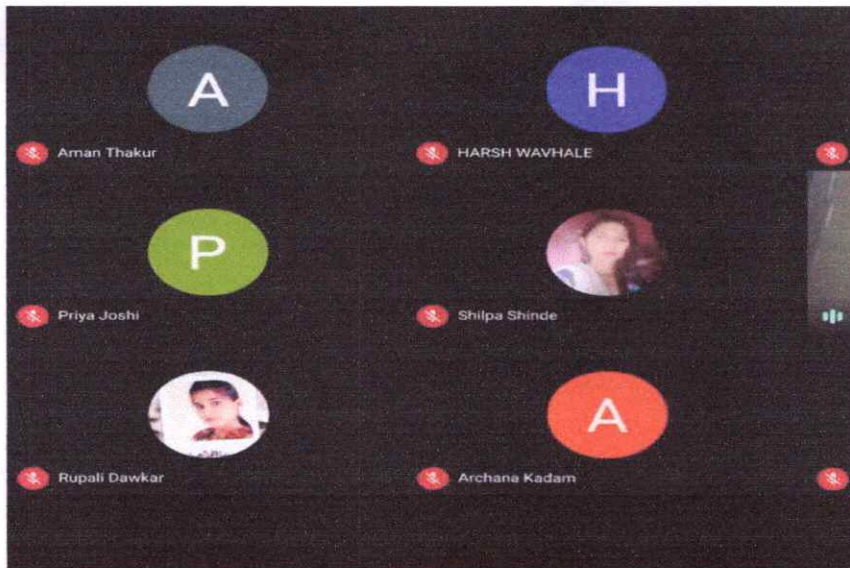 A
H
Aman Thakur
HARSH WAVHALE
P
Priya Joshi
Shilpa Shinde
Rupali Dawkar
A
Archana Kadam